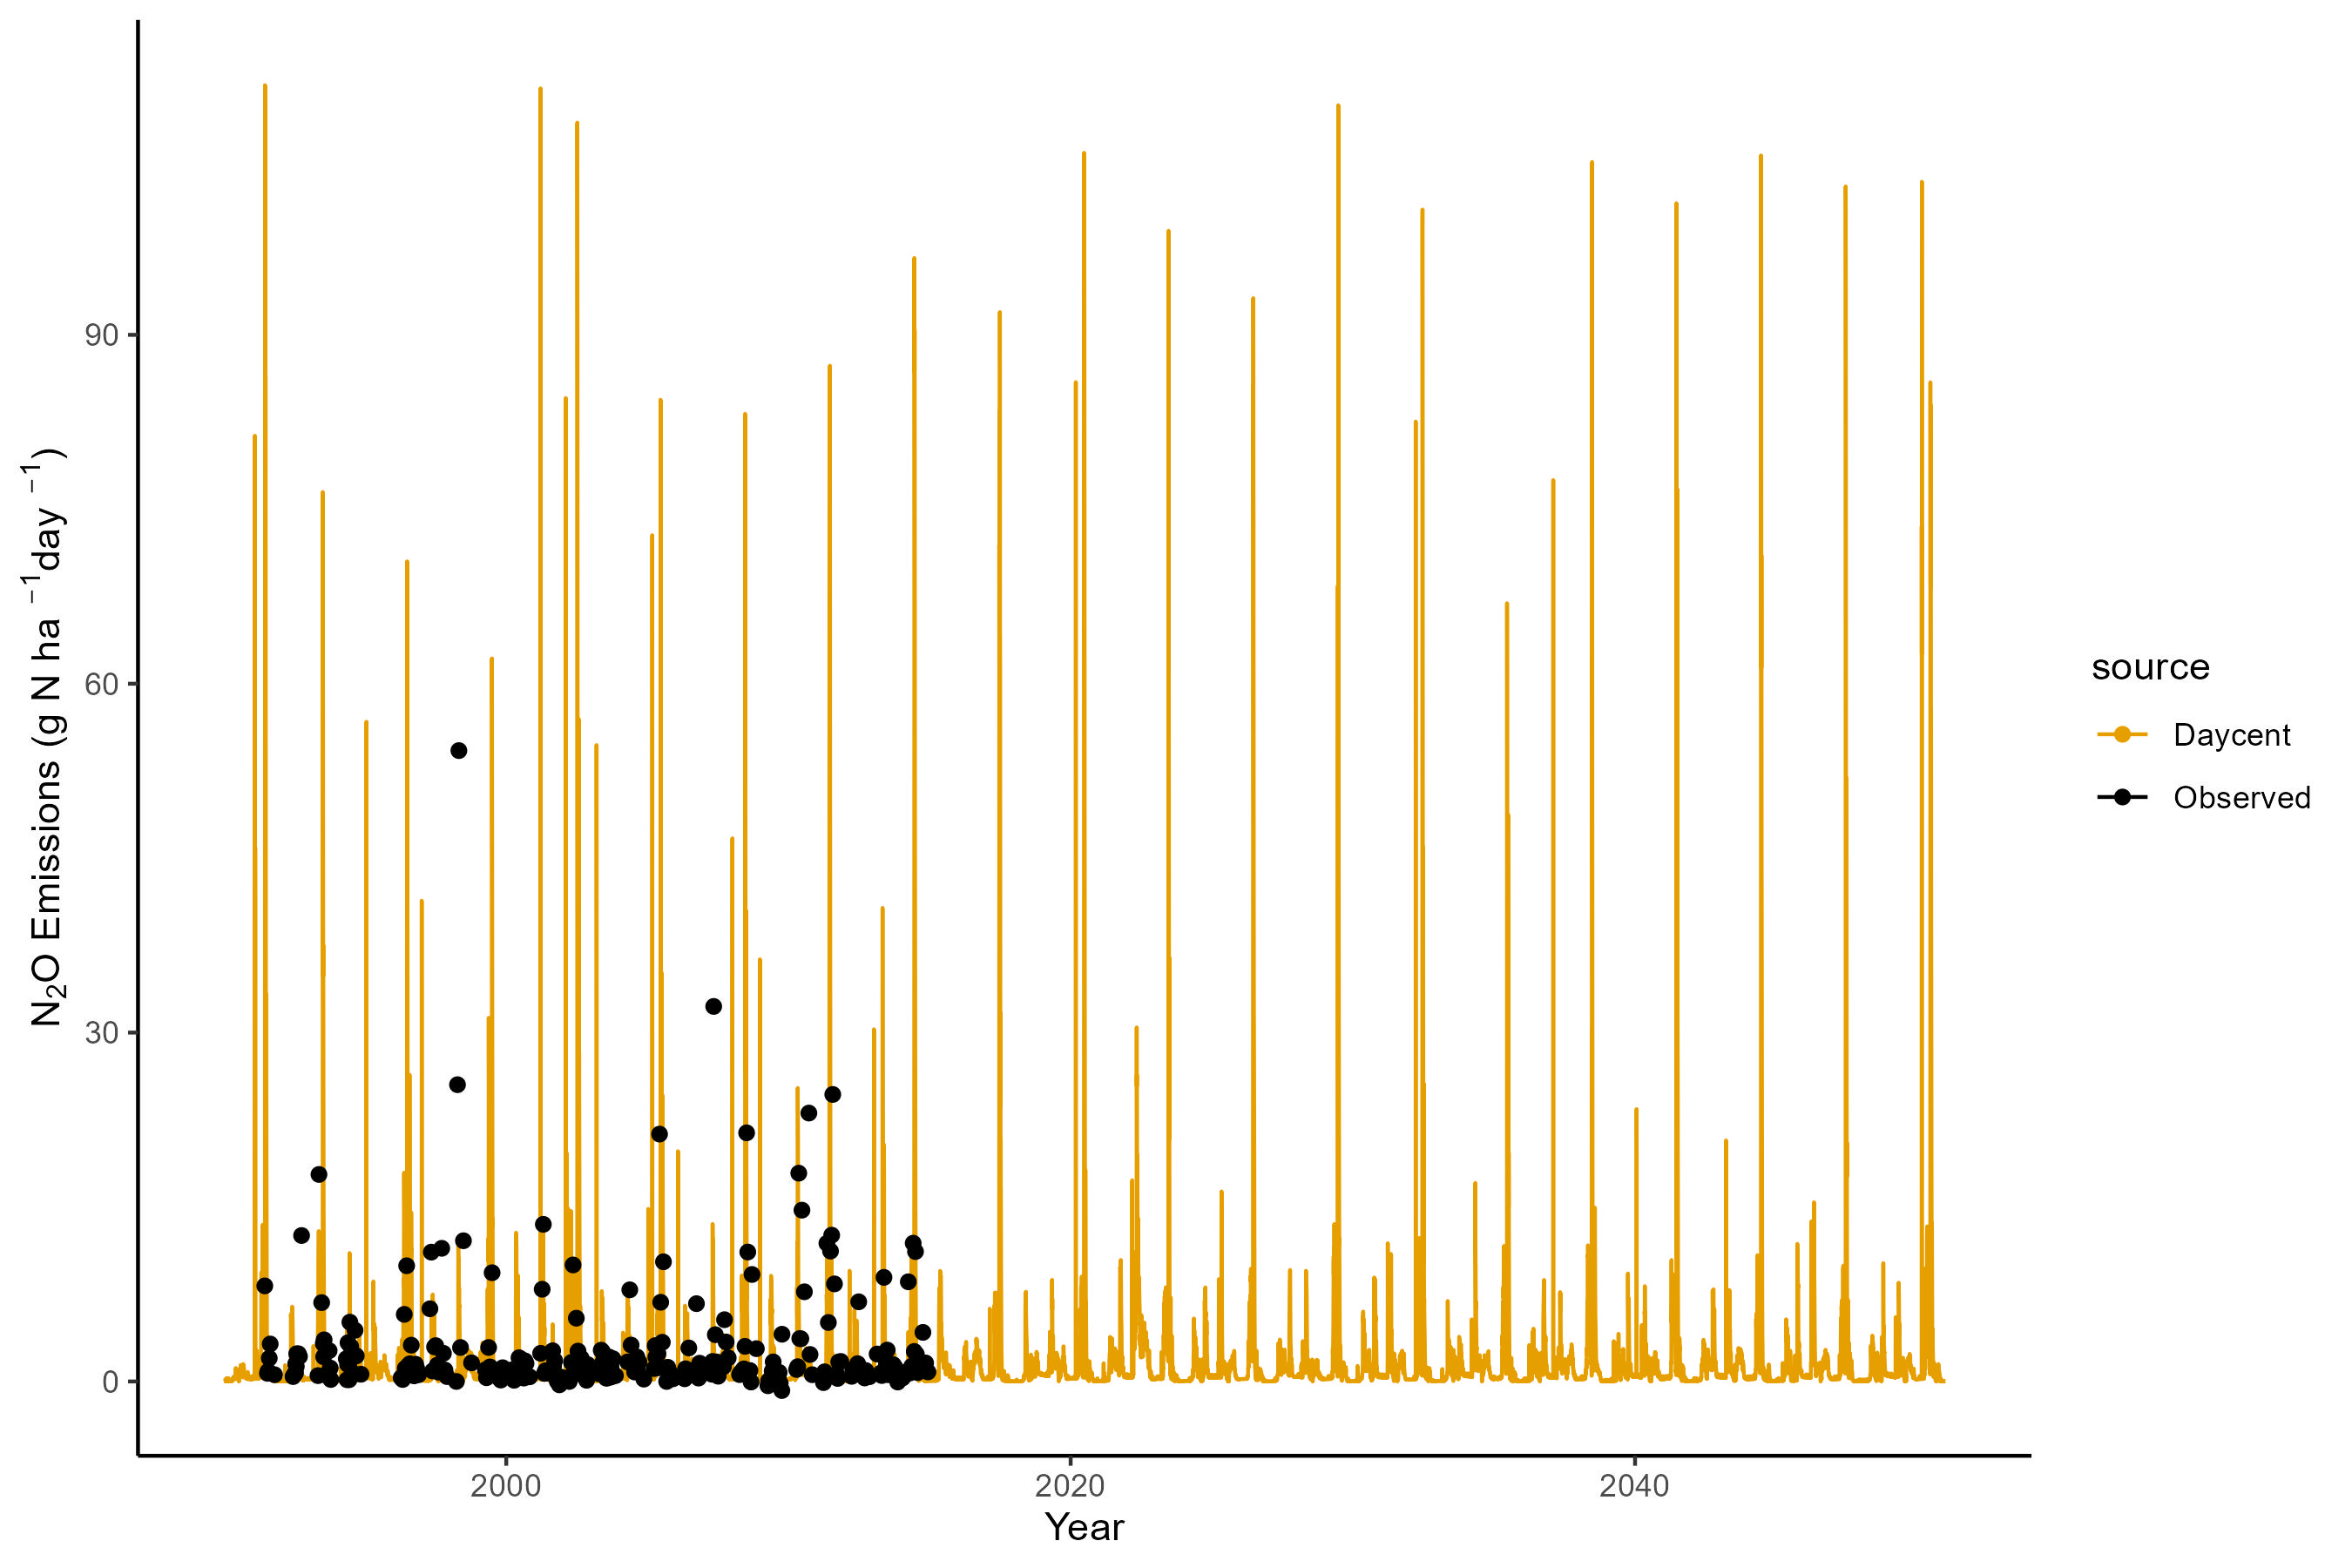 N₂O Emissions (g N ha ⁻¹day ⁻¹)
90
60
30
0
2000
2020
2040
Year
source
Daycent
Observed